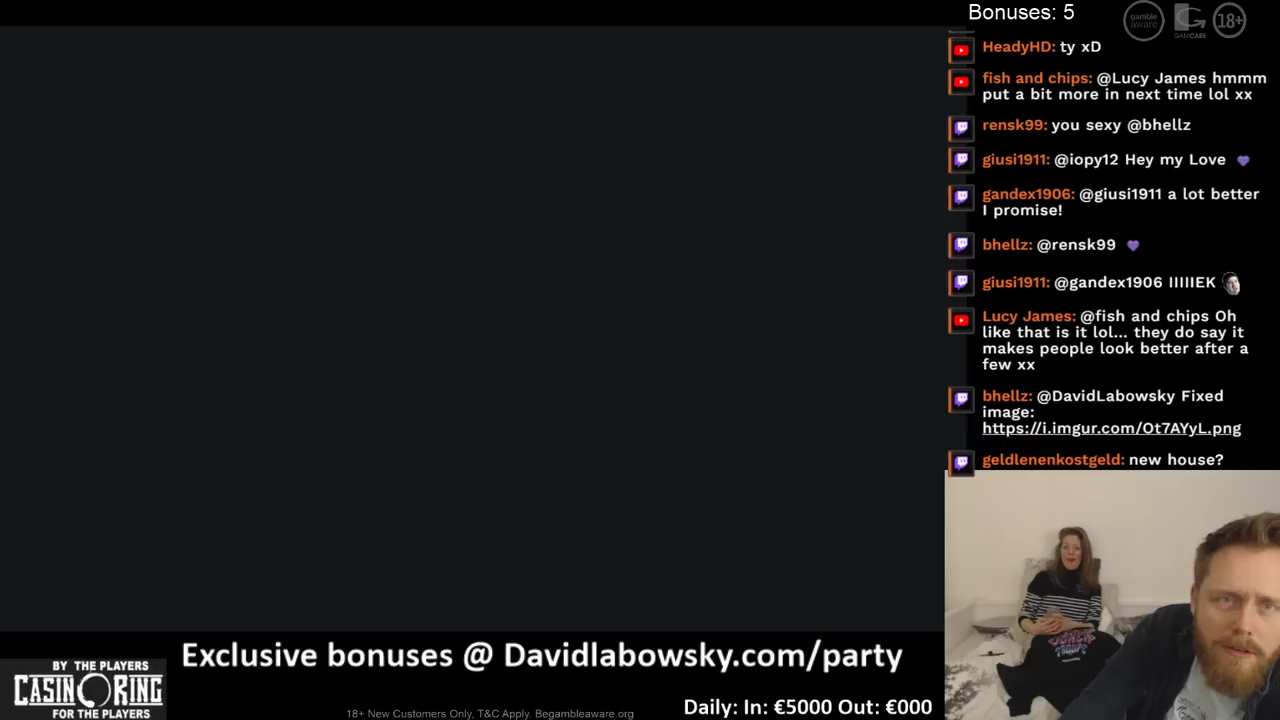 Bonuses: 5
gamble
aware
GAMCARE
18+
HeadyHD: ty xD
fish and chips: @Lucy James hmmm
put a bit more in next time lol xx
rensk99: you sexy @bhellz
giusi1911: @iopy12 Hey my Love
gandex1906: @giusi1911 a lot better
I promise!
bhellz: @rensk99
giusi1911: @gandex1906 IIIIIEK
Lucy James: @fish and chips Oh
like that is it lol... they do say it
makes people look better after a
few xx
bhellz: @DavidLabowsky Fixed
image:
https://i.imgur.com/Ot7AYyL.png
geldlenenkostgeld: new house?
BY THE PLAYERS
CASINORING
FOR THE PLAYERS
Exclusive bonuses @ Davidlabowsky.com/party
18+ New Customers Only, T&C Apply. Begambleaware.org
Daily: In: €5000 Out: €000